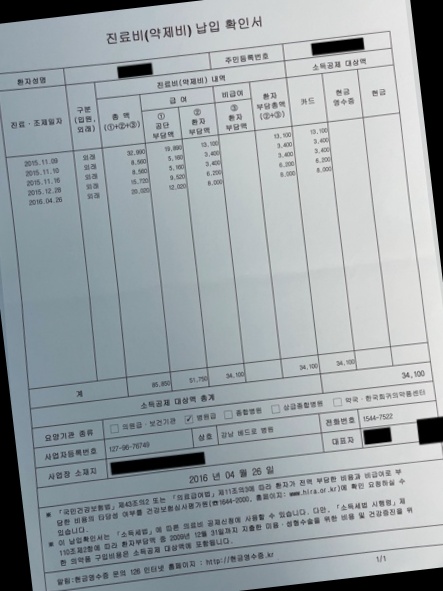 진료비(약제비) 납입 확인서
환자성명 주민등록번호
진료비(약제비) 내역 소득공제 대상액
진료·조제일자 구분 (입원, 외래) 총 액 (①+②+③) 급 여 비급여 환자 부담총액 (②+③) 카드 현금 영수증 현금
① 공단 부담액 ② 환자 부담액 ③ 환자 부담액
2015.11.09 외래 32,900 19,800 13,100 13,100 13,100
2015.11.10 외래 8,560 5,160 3,400 3,400 3,400
2015.11.16 외래 8,560 5,160 3,400 3,400 3,400
2015.12.28 외래 15,720 9,520 6,200 6,200 6,200
2016.04.26 외래 20,020 12,020 8,000 8,000 8,000
계 85,850 51,750 34,100 34,100 34,100
소득공제 대상액 총계 34,100
요양기관 종류 의원급·보건기관 병원급 종합병원 상급종합병원 약국·한국희귀의약품센터
사업자등록번호 127-96-76749 상호 강남 베드로 병원 전화번호 1544-7522
사업장 소재지 대표자
2016 년 04 월 26 일
※ 「국민건강보험법」제43조의2 또는 「의료급여법」제11조의3에 따라 환자가 전액 부담한 비용과 비급여로 부
담한 비용의 타당성 여부를 건강보험심사평가원(☎1644-2000, 홈페이지: www.hira.or.kr)에 확인 요청하실 수
있습니다.
※ 이 납입확인서는 「소득세법」에 따른 의료비 공제신청에 사용할 수 있습니다. 다만, 「소득세법 시행령」제
110조제2항에 따라 환자부담액 중 2009년 12월 31일까지 지출한 미용·성형수술을 위한 비용 및 건강증진을 위
한 의약품 구입비용은 소득공제 대상액에 포함됩니다.
알림:현금영수증 문의 126 인터넷 홈페이지 : http://현금영수증.kr
1/1